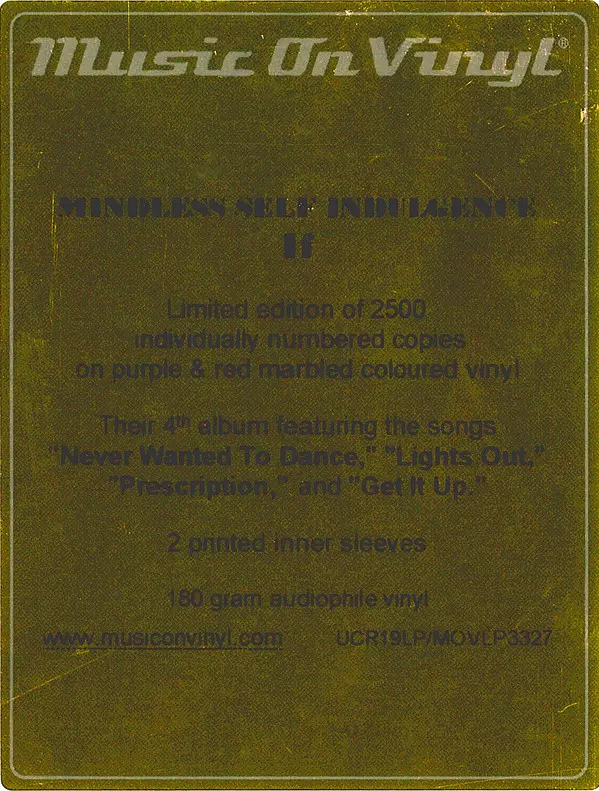 Music On Vinyl®
MINDLESS SELF INDULGENCE
If
Limited edition of 2500
individually numbered copies
on purple & red marbled coloured vinyl
Their 4th album featuring the songs
"Never Wanted To Dance," "Lights Out,"
"Prescription," and "Get It Up."
2 printed inner sleeves
180 gram audiophile vinyl
www.musiconvinyl.com UCR19LP/MOVLP3327